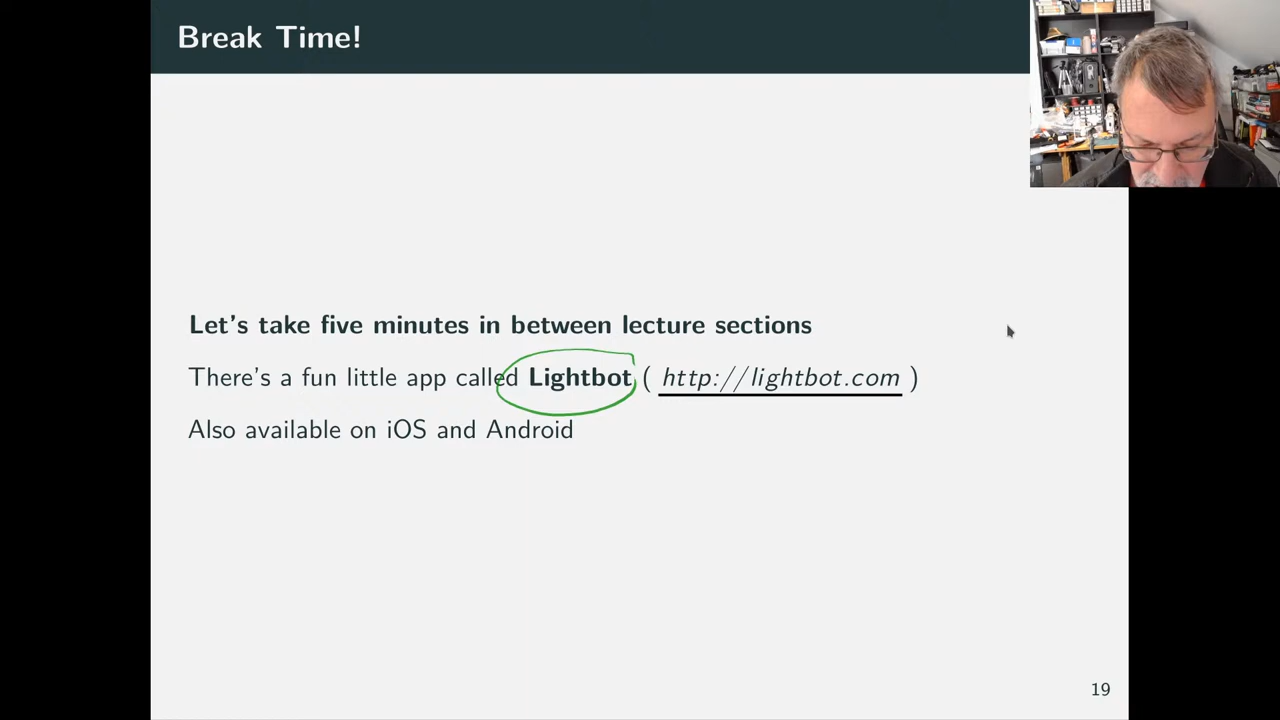 Break Time!
Let's take five minutes in between lecture sections
There's a fun little app called Lightbot ( http://lightbot.com )
Also available on iOS and Android
19